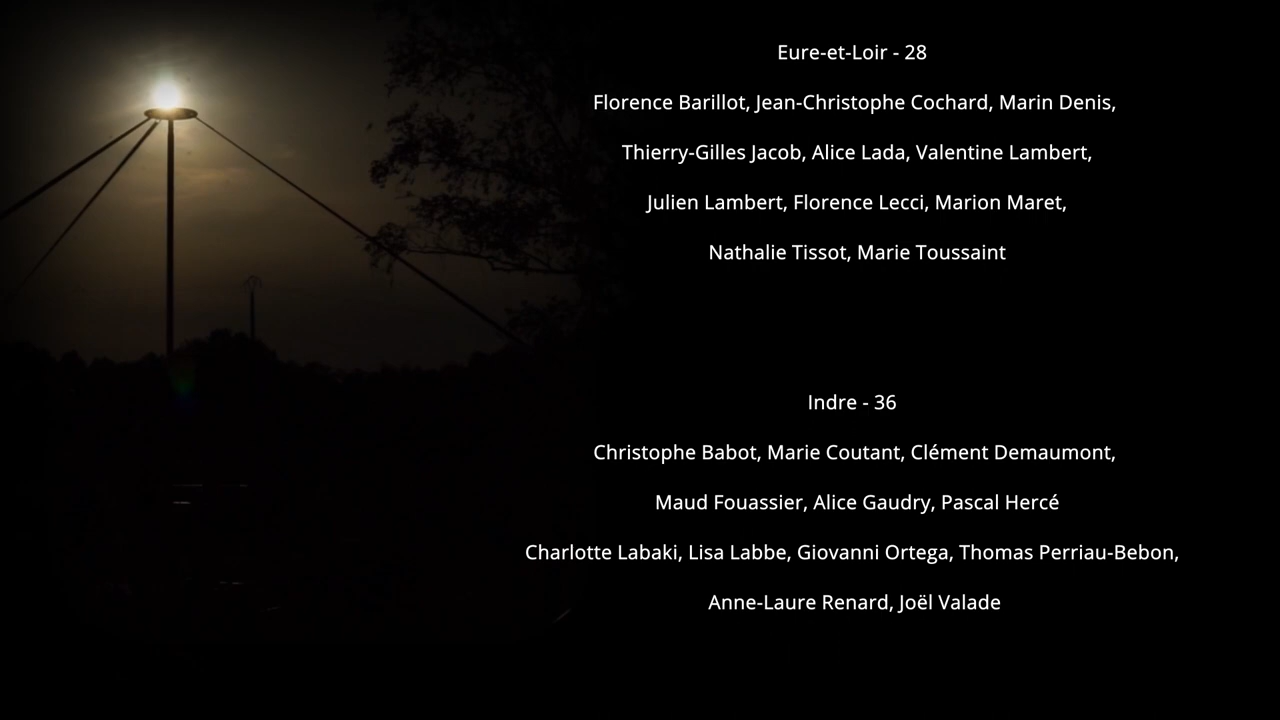 Eure-et-Loir - 28
Florence Barillot, Jean-Christophe Cochard, Marin Denis,
Thierry-Gilles Jacob, Alice Lada, Valentine Lambert,
Julien Lambert, Florence Lecci, Marion Maret,
Nathalie Tissot, Marie Toussaint
Indre - 36
Christophe Babot, Marie Coutant, Clément Demaumont,
Maud Fouassier, Alice Gaudry, Pascal Hercé
Charlotte Labaki, Lisa Labbe, Giovanni Ortega, Thomas Perriau-Bebon,
Anne-Laure Renard, Joël Valade